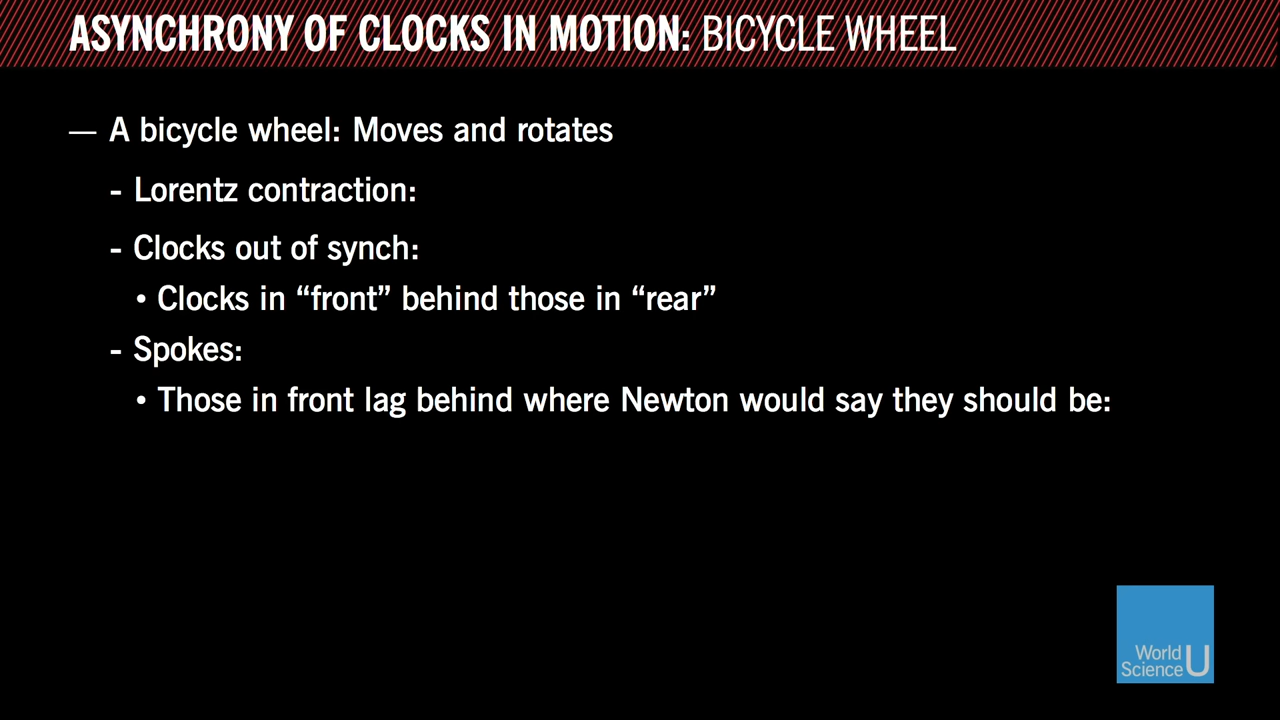 ASYNCHRONY OF CLOCKS IN MOTION: BICYCLE WHEEL
— A bicycle wheel: Moves and rotates
- Lorentz contraction:
- Clocks out of synch:
• Clocks in “front” behind those in “rear”
- Spokes:
• Those in front lag behind where Newton would say they should be:
World
Science U